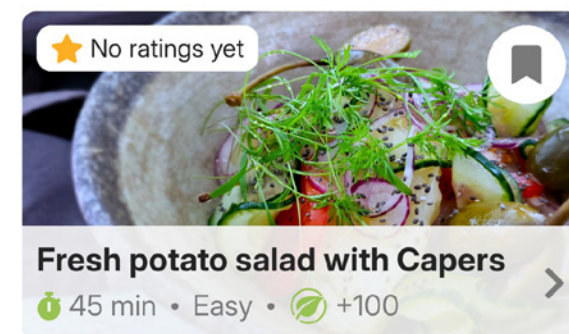 No ratings yet
Fresh potato salad with Capers
45 min • Easy • +100